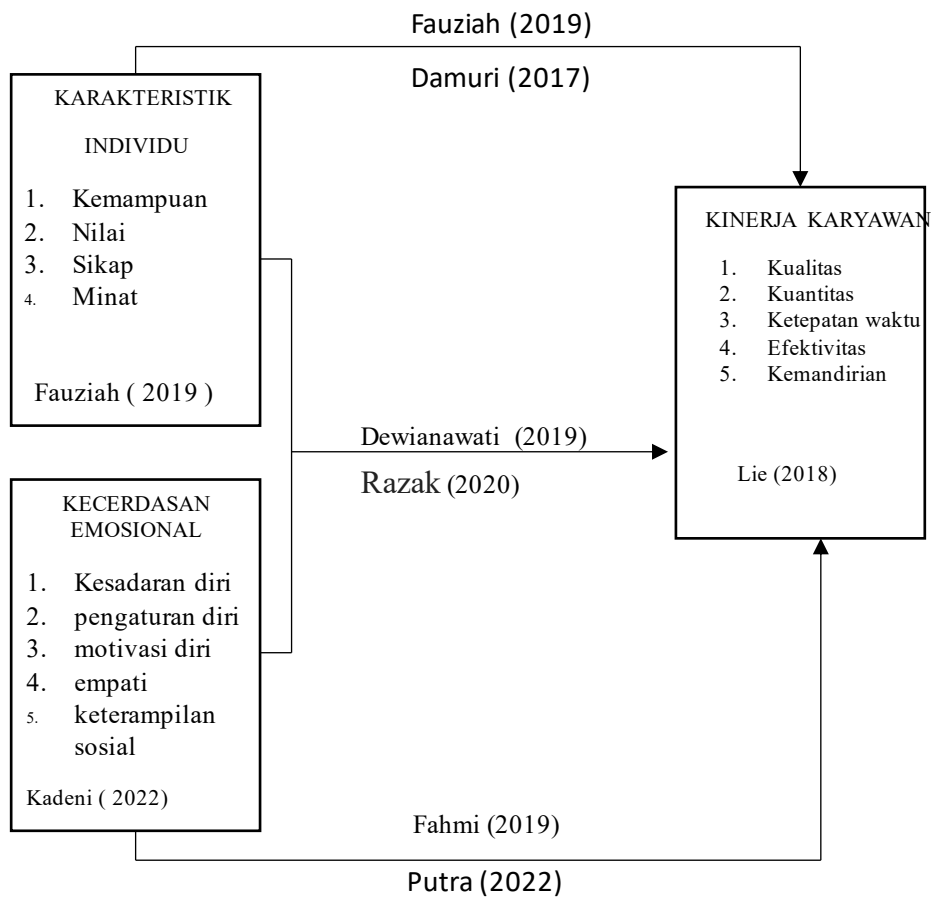 Fauziah (2019)
Damuri (2017)
KARAKTERISTIK
INDIVIDU
1. Kemampuan
2. Nilai
3. Sikap
4. Minat
Fauziah ( 2019 )
KINERJA KARYAWAN
1. Kualitas
2. Kuantitas
3. Ketepatan waktu
4. Efektivitas
5. Kemandirian
Lie (2018)
Dewianawati (2019)
Razak (2020)
KECERDASAN
EMOSIONAL
1. Kesadaran diri
2. pengaturan diri
3. motivasi diri
4. empati
5. keterampilan
sosial
Kadeni ( 2022)
Fahmi (2019)
Putra (2022)